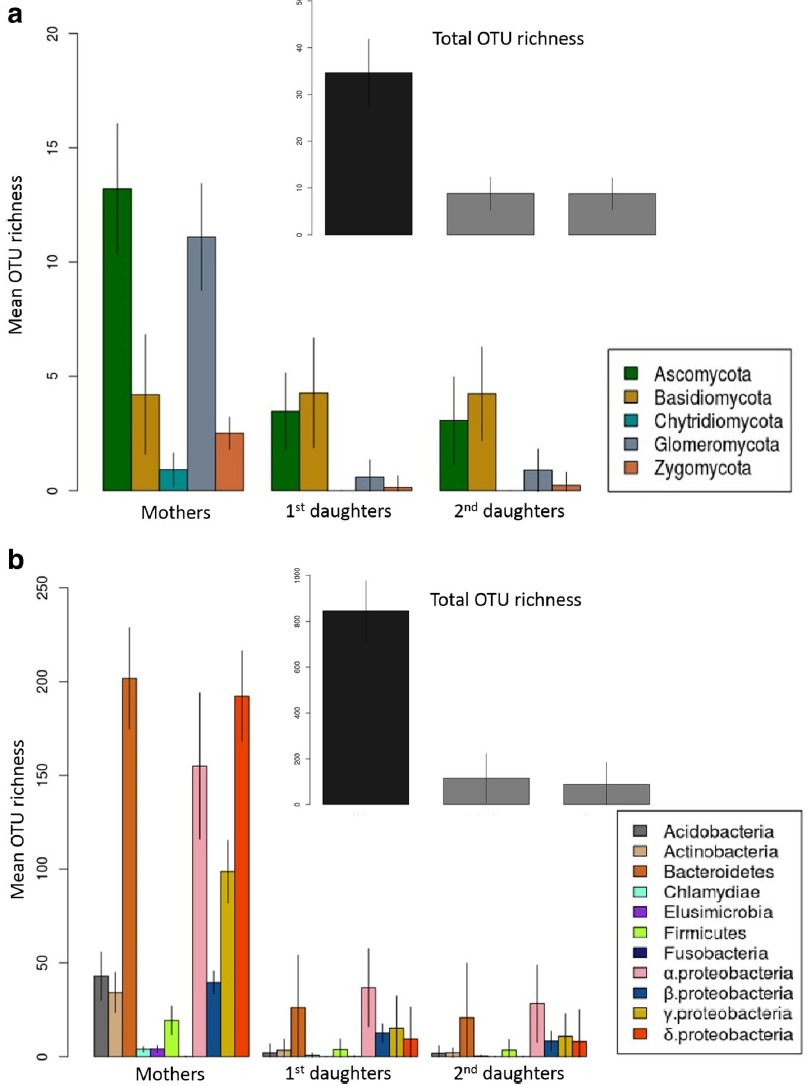 a
Total OTU richness
50
40
30
20
10
0
Mean OTU richness
20
15
10
5
0
Mothers
1st daughters
2nd daughters
Ascomycota
Basidiomycota
Chytridiomycota
Glomeromycota
Zygomycota
b
Total OTU richness
1000
800
600
400
200
0
Mean OTU richness
250
200
150
100
50
0
Mothers
1st daughters
2nd daughters
Acidobacteria
Actinobacteria
Bacteroidetes
Chlamydiae
Elusimicrobia
Firmicutes
Fusobacteria
α.proteobacteria
β.proteobacteria
γ.proteobacteria
δ.proteobacteria